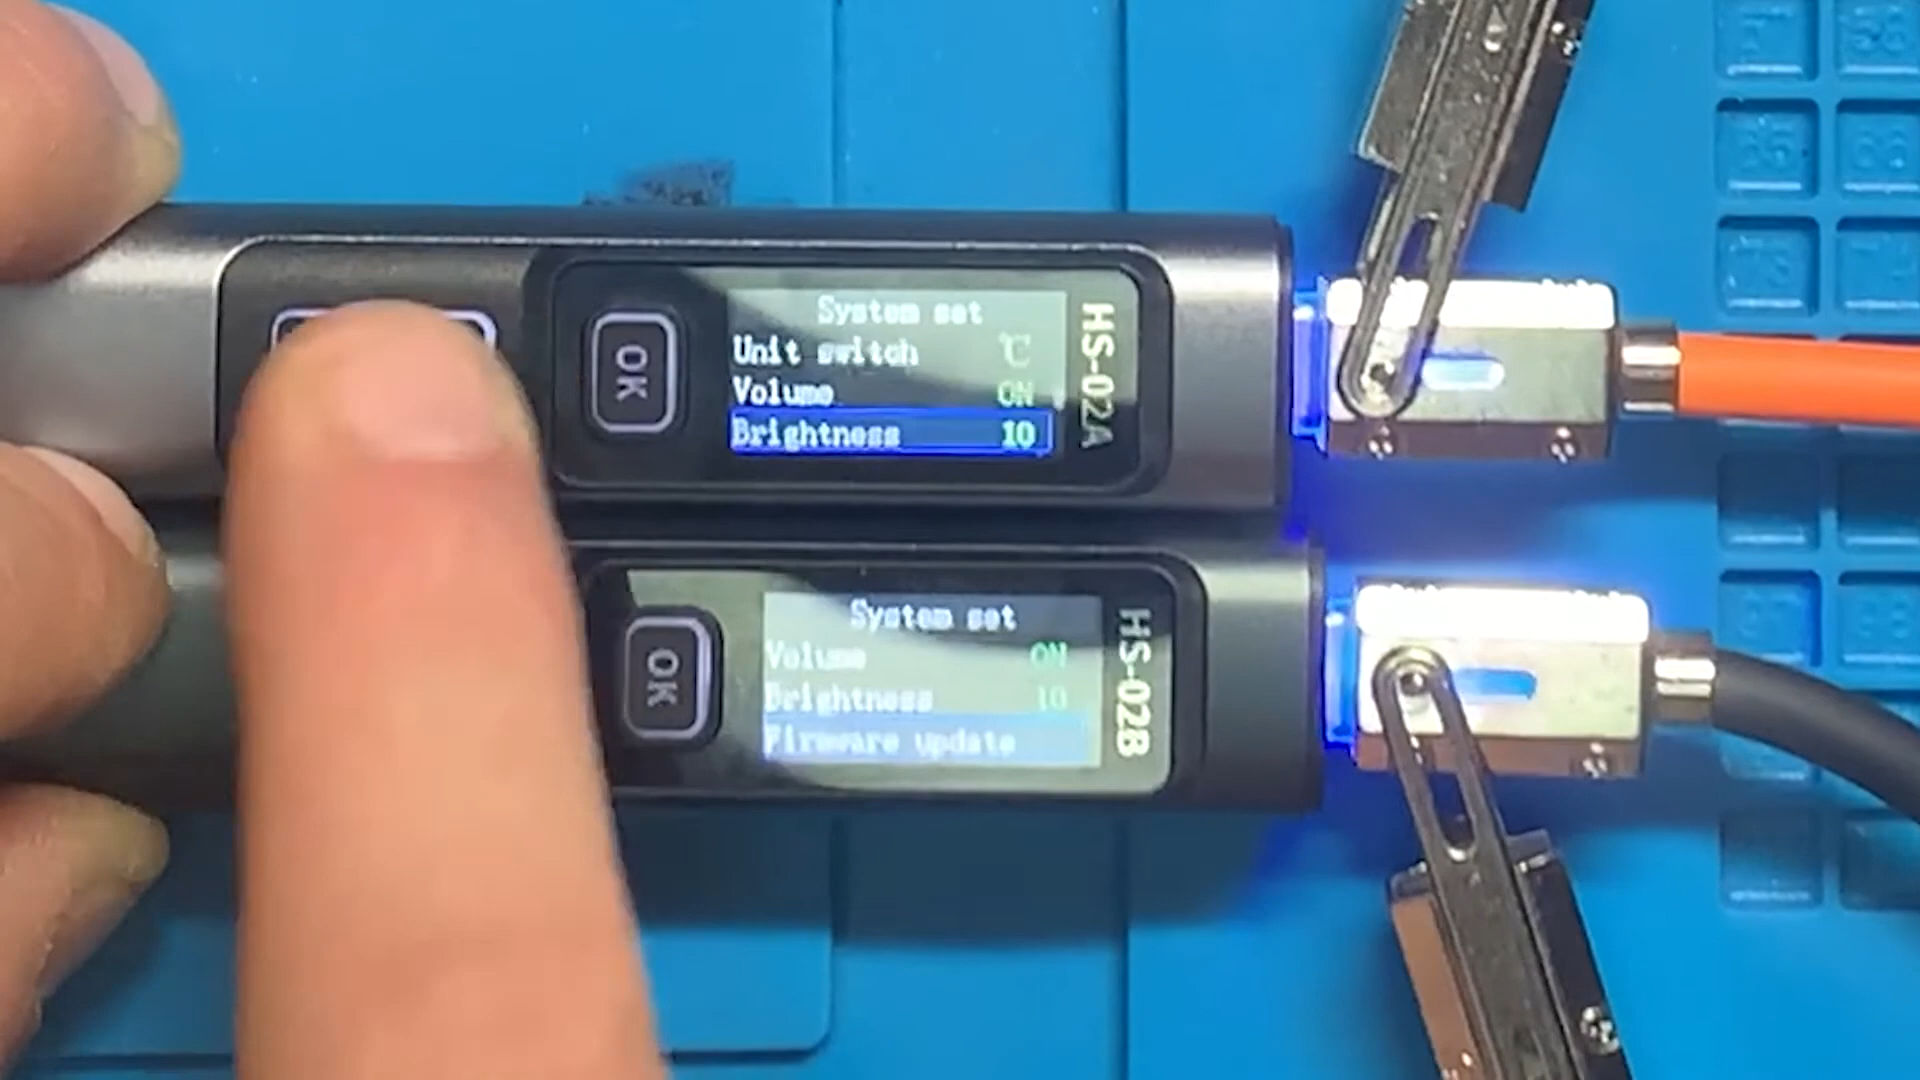 System set
Unit switch ℃
Volume ON
Brightness 10
OK
HS-02A
System set
Volume ON
Brightness 10
Firmware update
OK
HS-02B